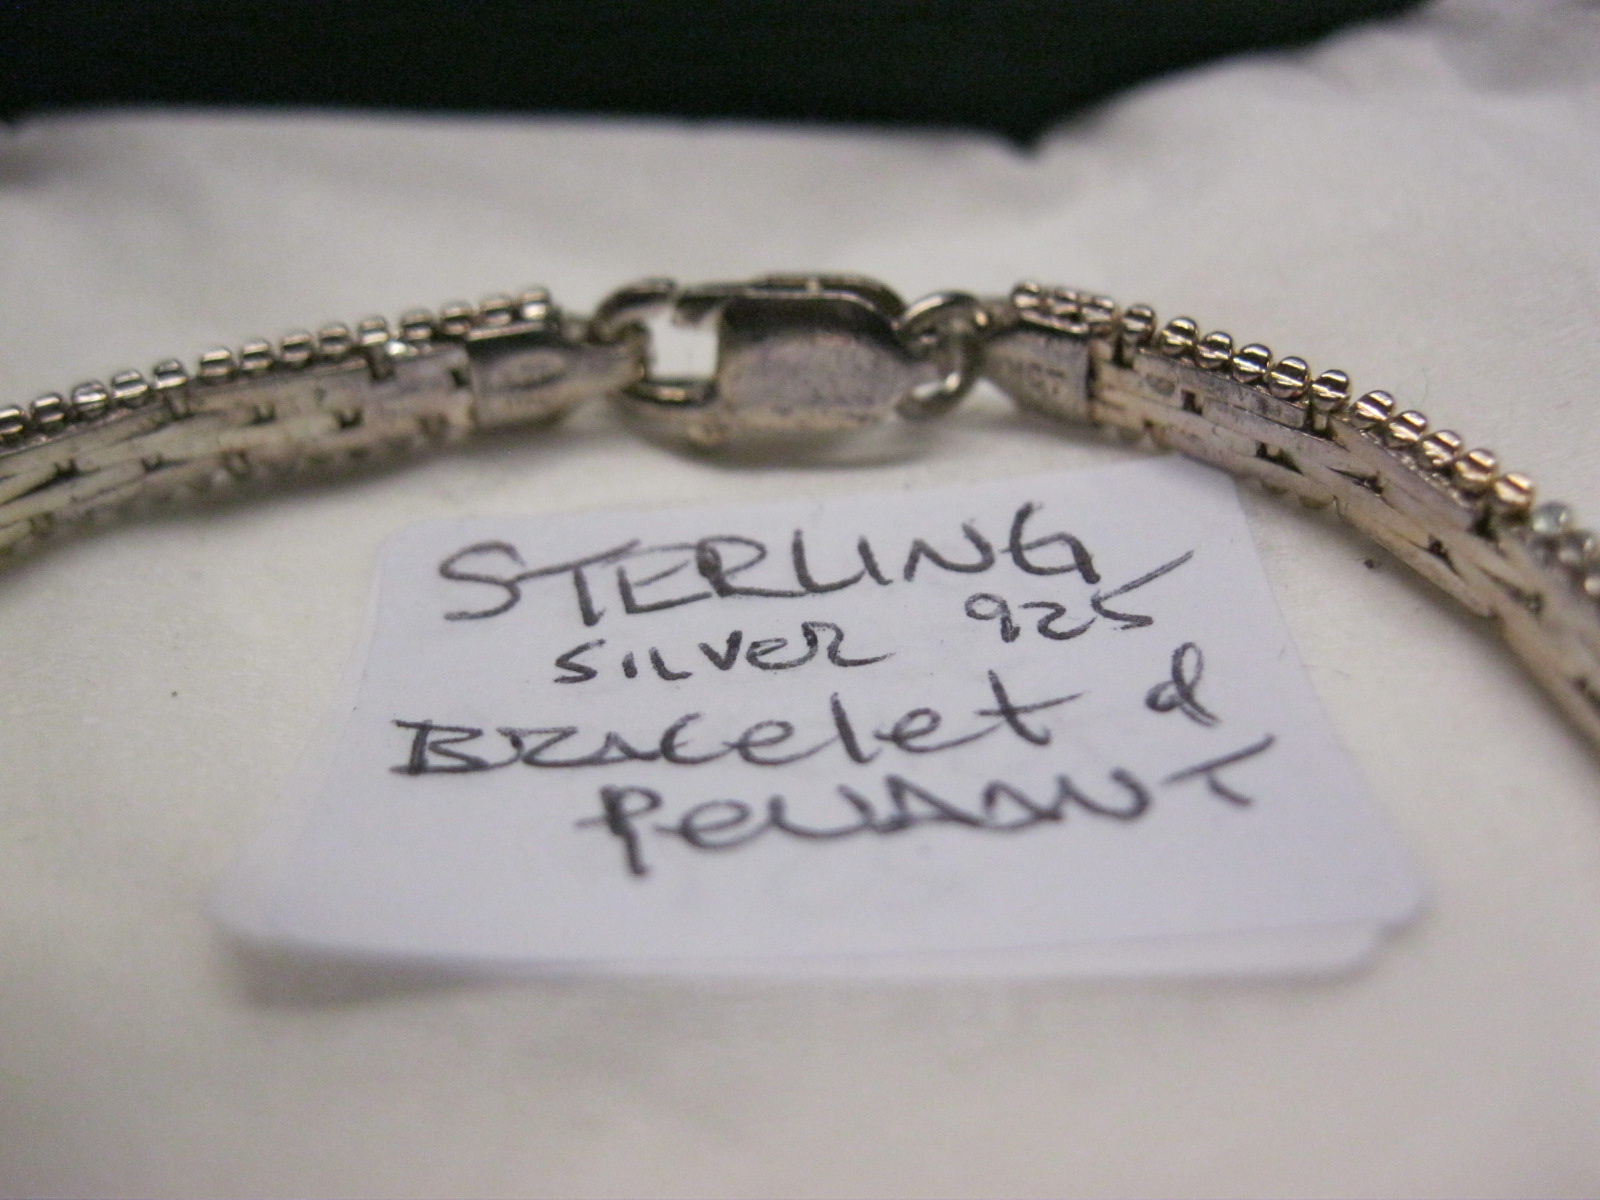 STERLING
SILVER 925
BRACelet &
PeNdANT